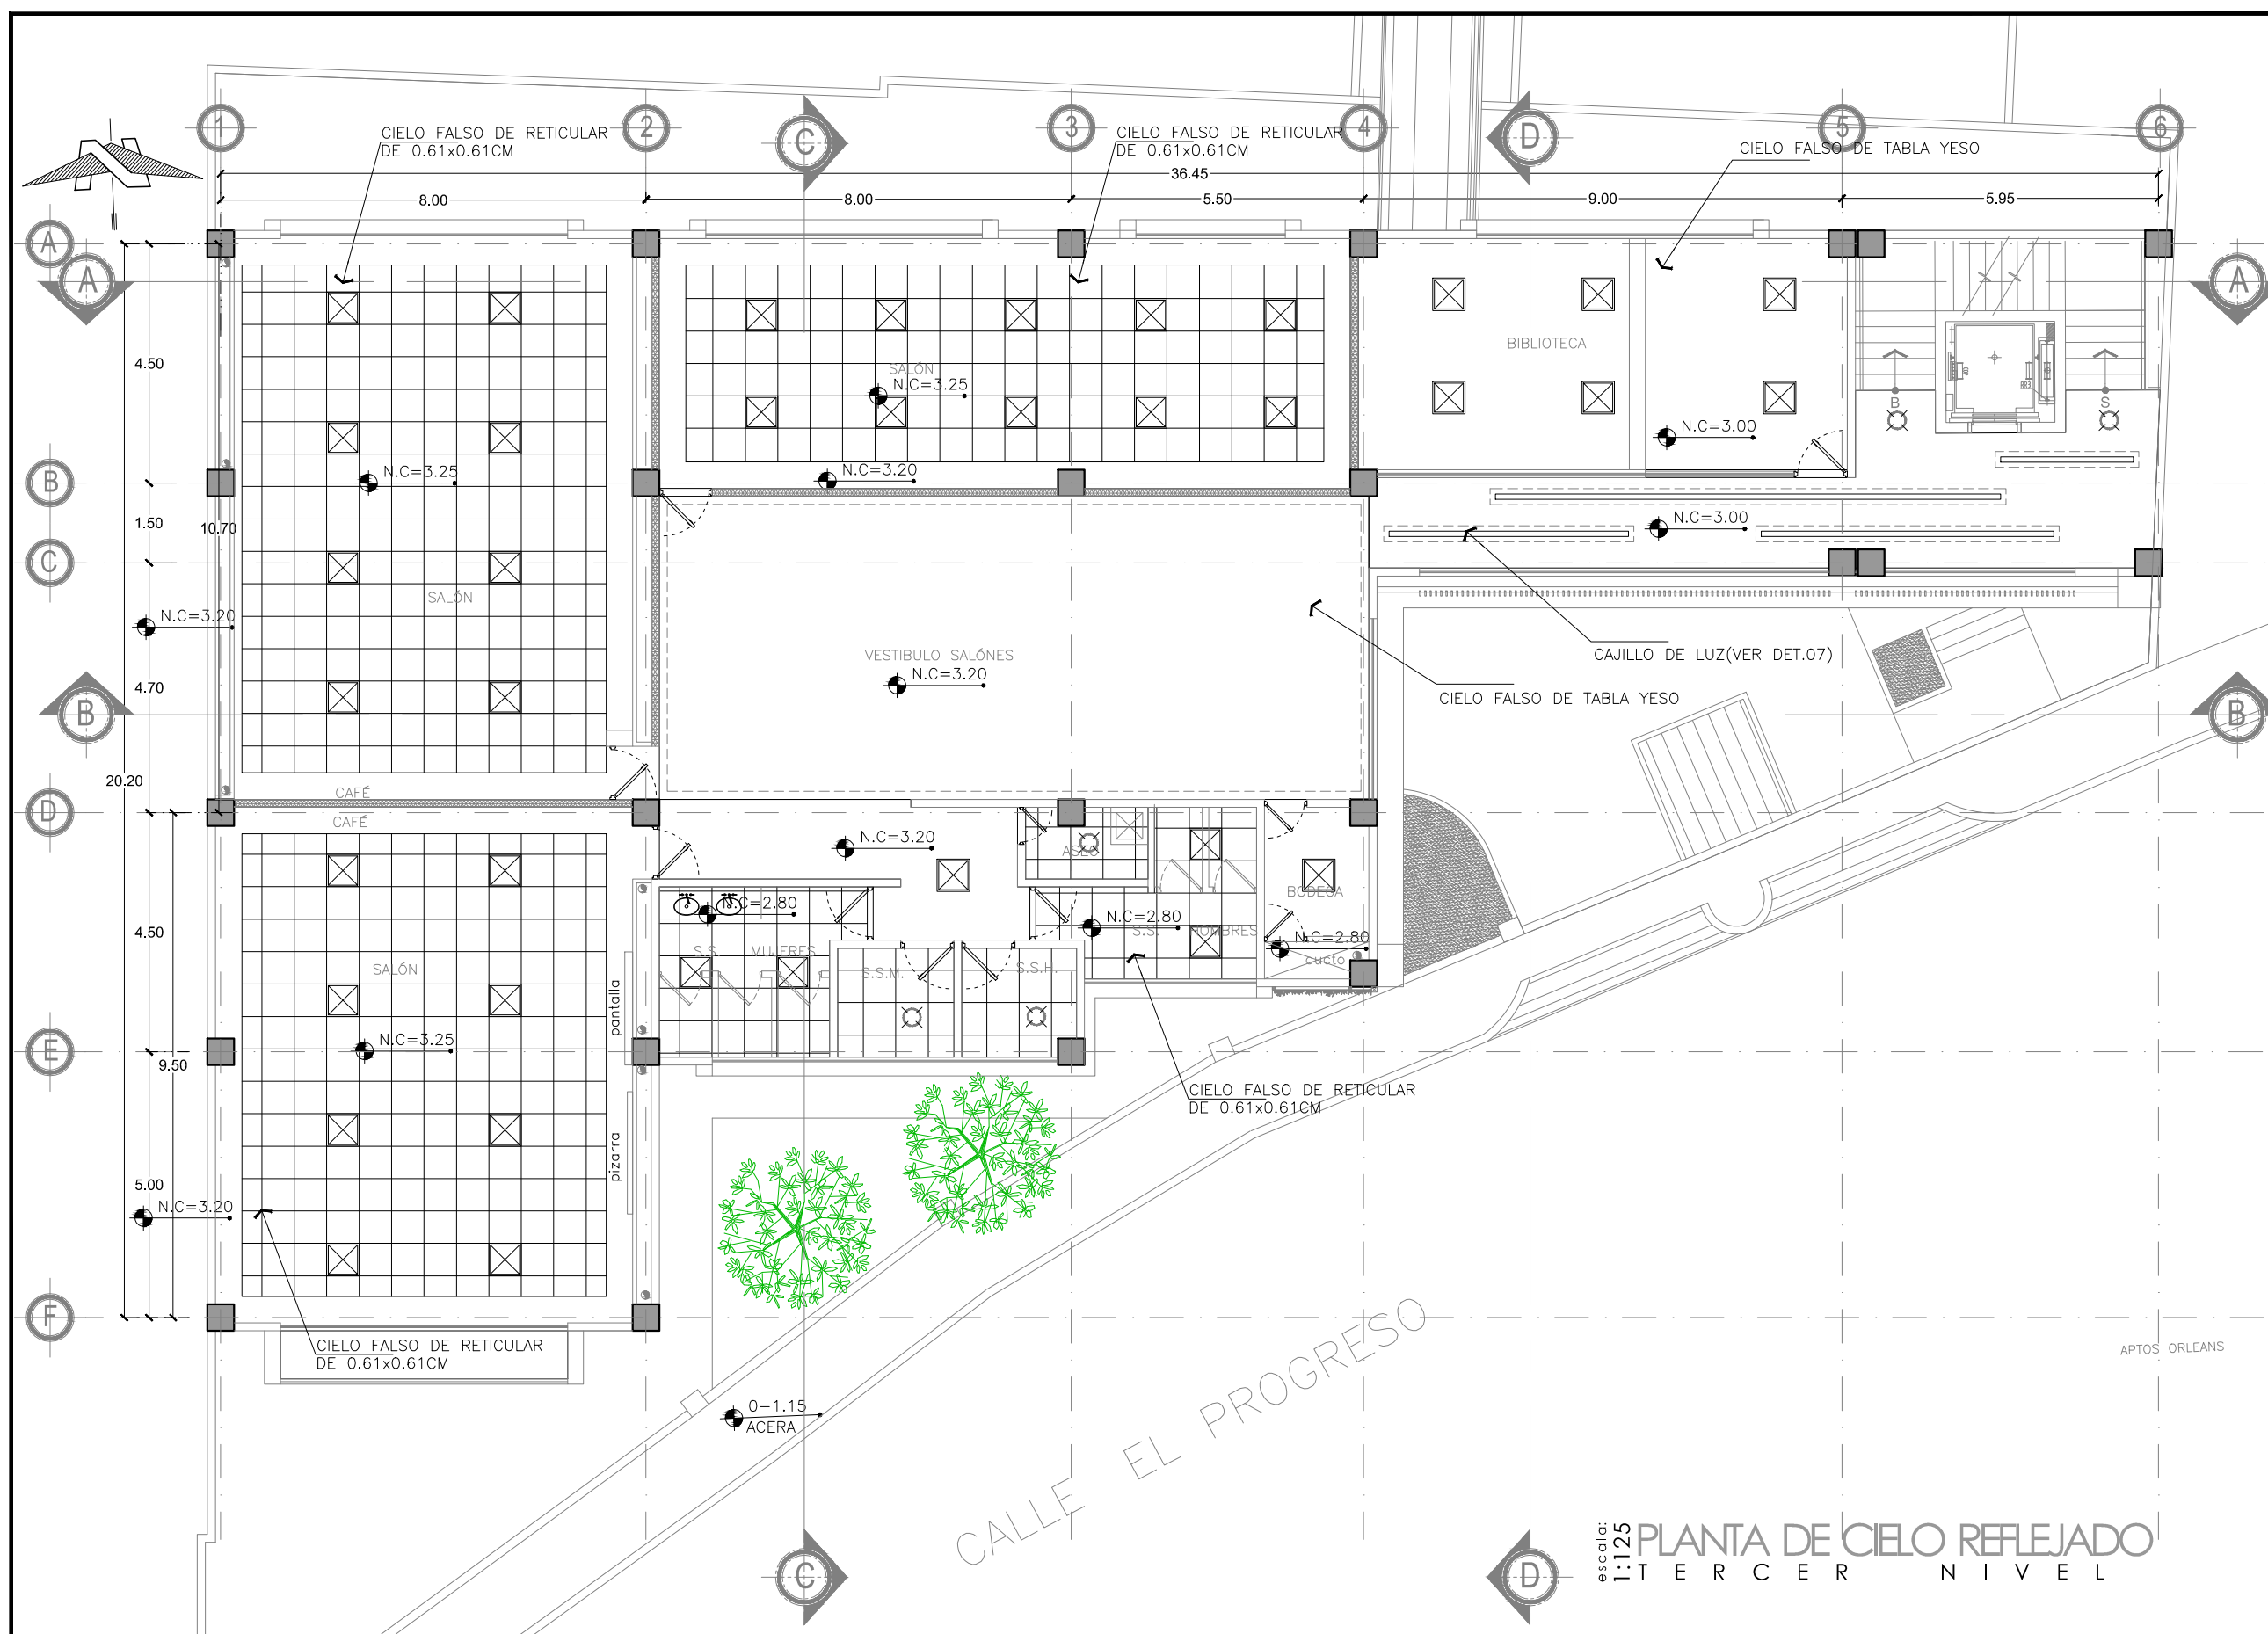 1
2
C
3
4
D
5
6
CIELO FALSO DE RETICULAR
DE 0.61x0.61CM
CIELO FALSO DE RETICULAR
DE 0.61x0.61CM
CIELO FALSO DE TABLA YESO
36.45
8.00
8.00
5.50
9.00
5.95
A
A
A
4.50
BIBLIOTECA
SALÓN
N.C=3.25
B
S
N.C=3.00
B
N.C=3.25
N.C=3.20
1.50
10.70
N.C=3.00
C
SALÓN
N.C=3.20
VESTIBULO SALÓNES
N.C=3.20
CAJILLO DE LUZ(VER DET.07)
CIELO FALSO DE TABLA YESO
4.70
B
B
20.20
CAFÉ
D
CAFÉ
N.C=3.20
ASEO
BODEGA
N.C=2.80
N.C=2.80
S.S. HOMBRES
N.C=2.80
ducto
4.50
S.S. MUJERES
S.S.M.
S.S.H.
SALÓN
pantalla
N.C=3.25
E
9.50
CIELO FALSO DE RETICULAR
DE 0.61x0.61CM
pizarra
5.00
N.C=3.20
F
CIELO FALSO DE RETICULAR
DE 0.61x0.61CM
APTOS ORLEANS
0-1.15
ACERA
CALLE EL PROGRESO
C
D
escala:
1:125
PLANTA DE CIELO REFLEJADO
TERCER NIVEL